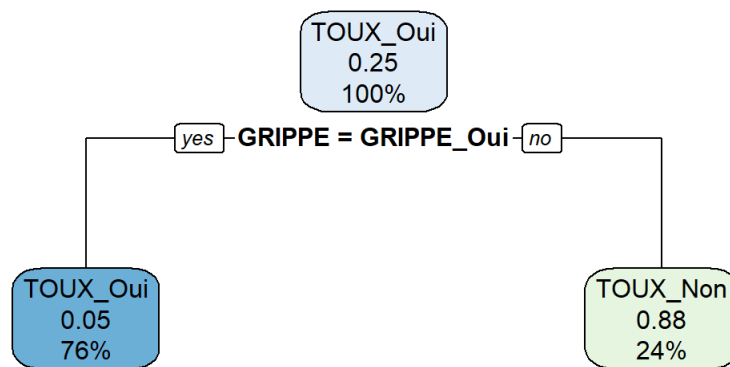 TOUX_Oui
0.25
100%
yes GRIPPE = GRIPPE_Oui no
TOUX_Oui
0.05
76%
TOUX_Non
0.88
24%